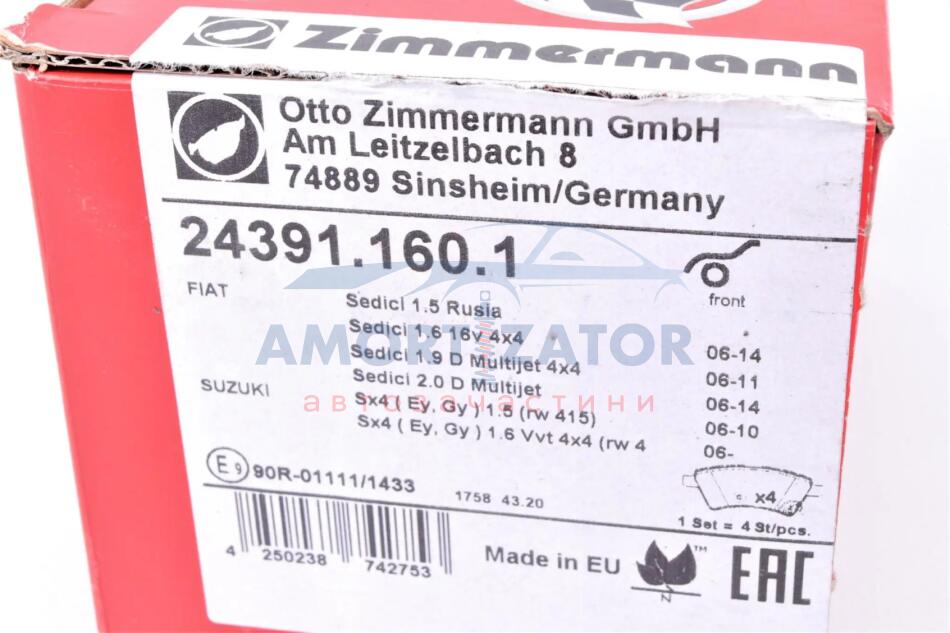 Zimmermann
Otto Zimmermann GmbH
Am Leitzelbach 8
74889 Sinsheim/Germany
24391.160.1
front
FIAT
Sedici 1.5 Rusia
Sedici 1.6 16v 4x4 06-14
Sedici 1.9 D Multijet 4x4 06-11
Sedici 2.0 D Multijet 06-14
SUZUKI
Sx4 ( Ey, Gy ) 1.5 (rw 415) 06-10
Sx4 ( Ey, Gy ) 1.6 Vvt 4x4 (rw 4 06-
AMORTIZATOR
автозапчастини
E9 90R-01111/1433
1758 43.20
x4
1 Set = 4 St/pcs.
4 250238 742753
Made in EU
N
TM
EAC